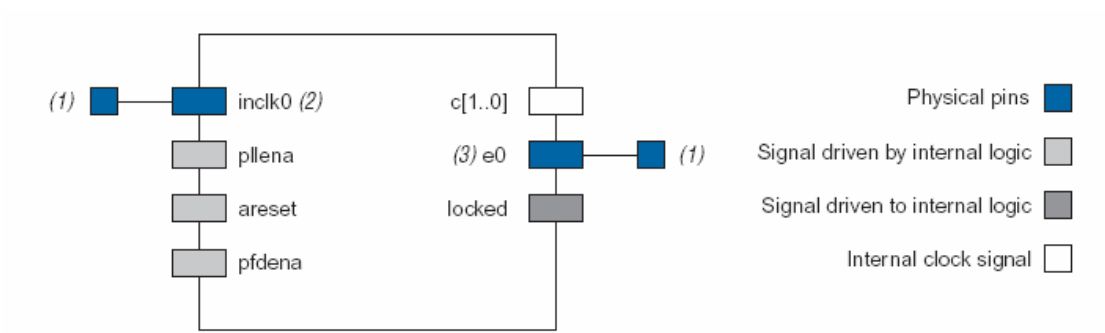 (1)
inclk0 (2)
pllena
areset
pfdena
c[1..0]
(3) e0
(1)
locked
Physical pins
Signal driven by internal logic
Signal driven to internal logic
Internal clock signal